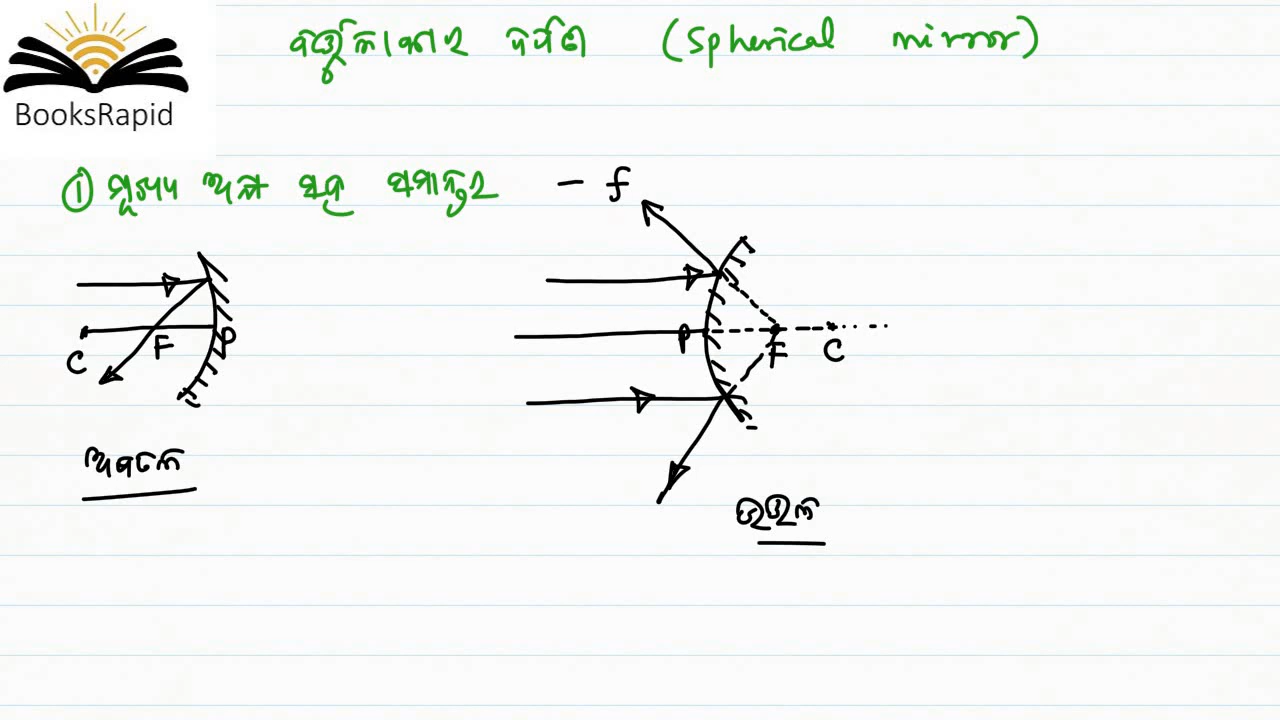 BooksRapid
ବର୍ତ୍ତୁଳାକାର ଦର୍ପଣ (Spherical mirror)
① ମୂଖ୍ୟ ଅକ୍ଷ ସହ ସମାନ୍ତର - f
C F P
P F C
ଅବତଳ
ଉତ୍ତଳ